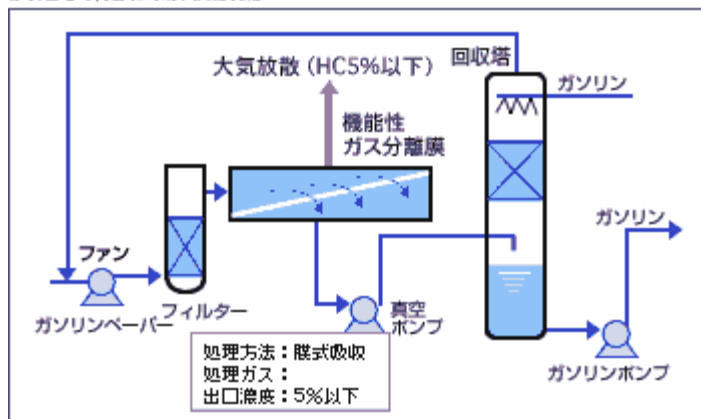 大気放散（HC5%以下）
回収塔
ガソリン
機能性
ガス分離膜
ガソリン
ファン
ガソリンベーパー
フィルター
真空
ポンプ
ガソリンポンプ
処理方法：膜式吸収
処理ガス：
出口濃度：5%以下